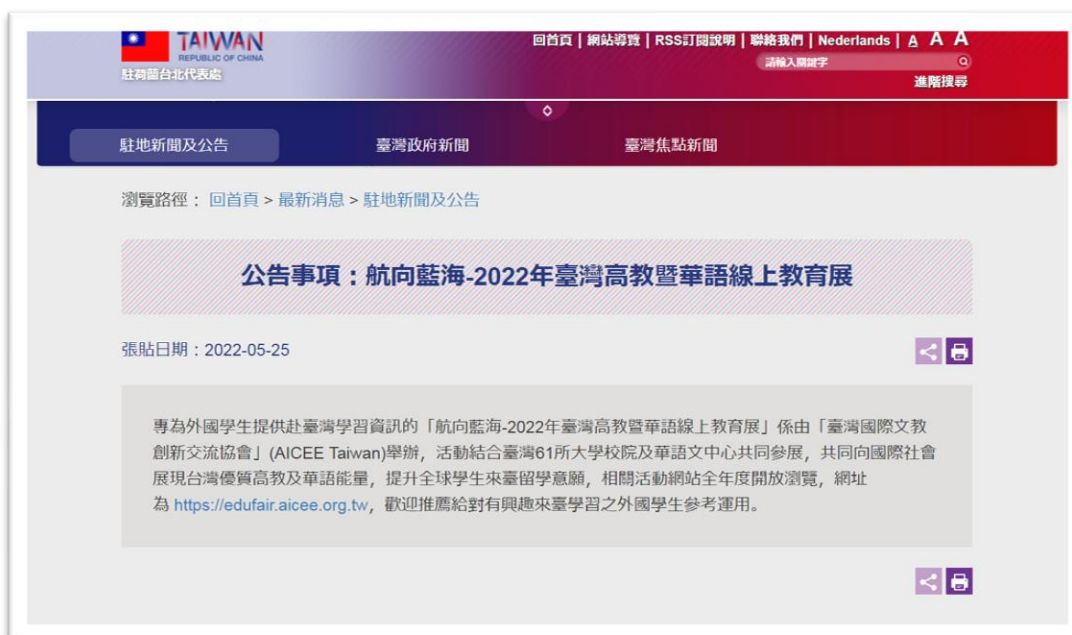 TAIWAN
REPUBLIC OF CHINA
駐荷蘭台北代表處
回首頁 | 網站導覽 | RSS訂閱說明 | 聯絡我們 | Nederlands | A A A
請輸入關鍵字
進階搜尋
駐地新聞及公告 臺灣政府新聞 臺灣焦點新聞
瀏覽路徑： 回首頁 > 最新消息 > 駐地新聞及公告
公告事項：航向藍海-2022年臺灣高教暨華語線上教育展
張貼日期：2022-05-25
專為外國學生提供赴臺灣學習資訊的「航向藍海-2022年臺灣高教暨華語線上教育展」係由「臺灣國際文教
創新交流協會」(AICEE Taiwan)舉辦，活動結合臺灣61所大學校院及華語文中心共同參展，共同向國際社會
展現台灣優質高教及華語能量，提升全球學生來臺留學意願，相關活動網站全年度開放瀏覽，網址
為 https://edufair.aicee.org.tw，歡迎推薦給對有興趣來臺學習之外國學生參考運用。